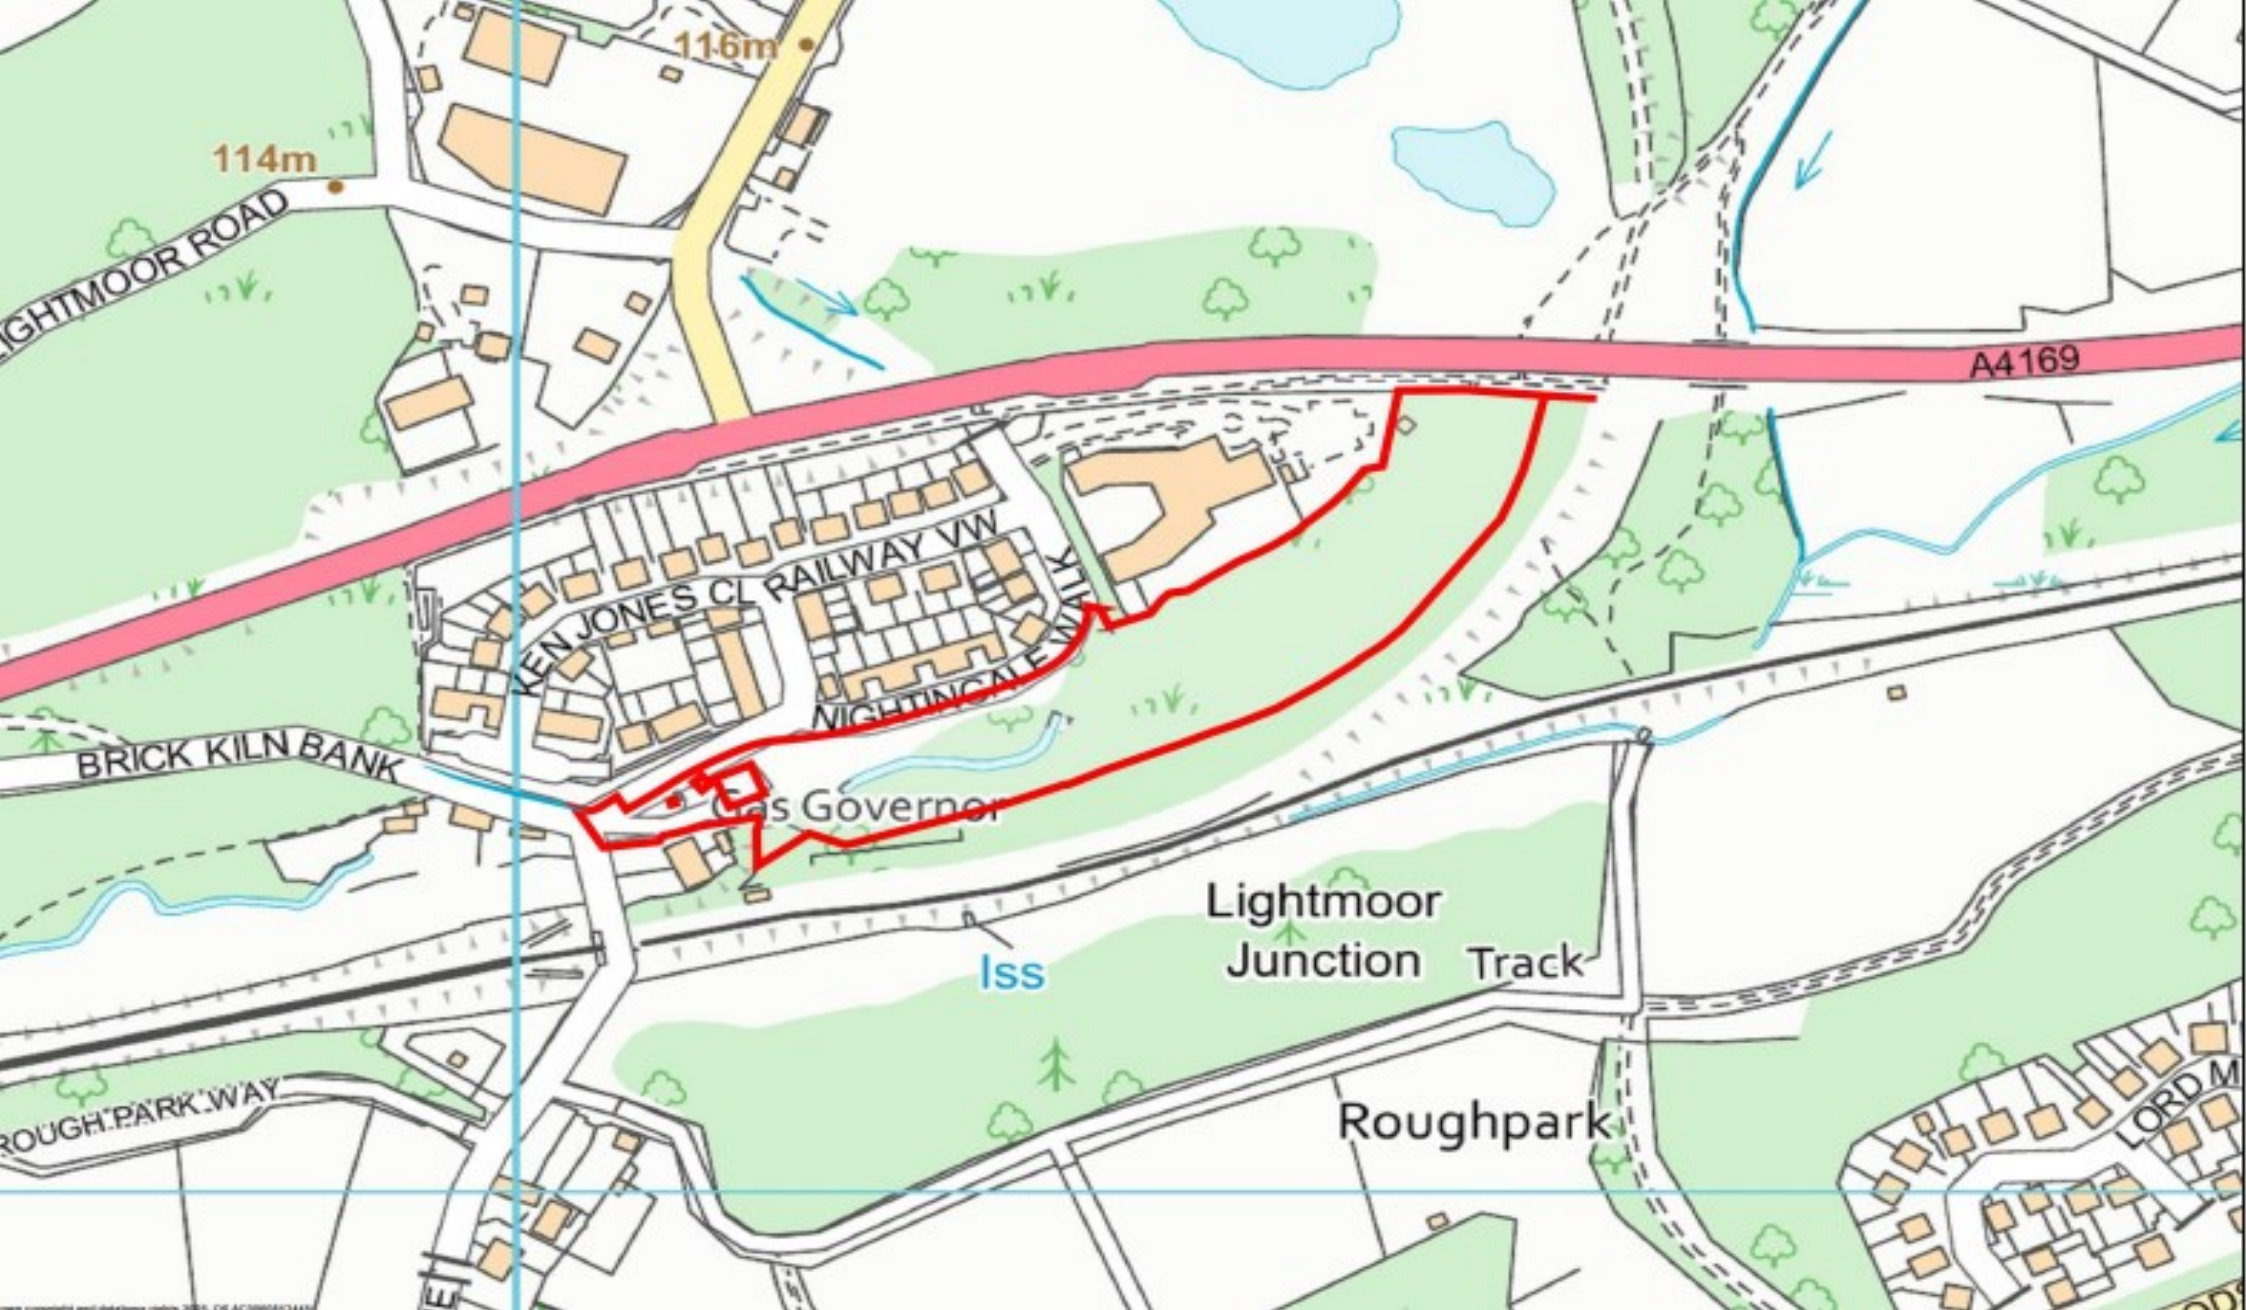 116m
114m
LIGHTMOOR ROAD
A4169
KEN JONES CL
RAILWAY VW
NIGHTINGALE WALK
BRICK KILN BANK
Gas Governor
Lightmoor
Junction
Track
Iss
ROUGH PARK WAY
Roughpark
LORD M